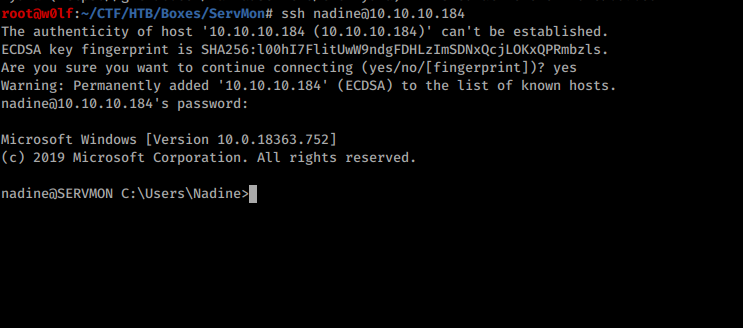 root@w0lf:~/CTF/HTB/Boxes/ServMon# ssh nadine@10.10.10.184
The authenticity of host '10.10.10.184 (10.10.10.184)' can't be established.
ECDSA key fingerprint is SHA256:l00hI7FlitUwW9ndgFDHLzImSDNxQcjLOKxQPRmbzls.
Are you sure you want to continue connecting (yes/no/[fingerprint])? yes
Warning: Permanently added '10.10.10.184' (ECDSA) to the list of known hosts.
nadine@10.10.10.184's password:
Microsoft Windows [Version 10.0.18363.752]
(c) 2019 Microsoft Corporation. All rights reserved.
nadine@SERVMON C:\Users\Nadine>